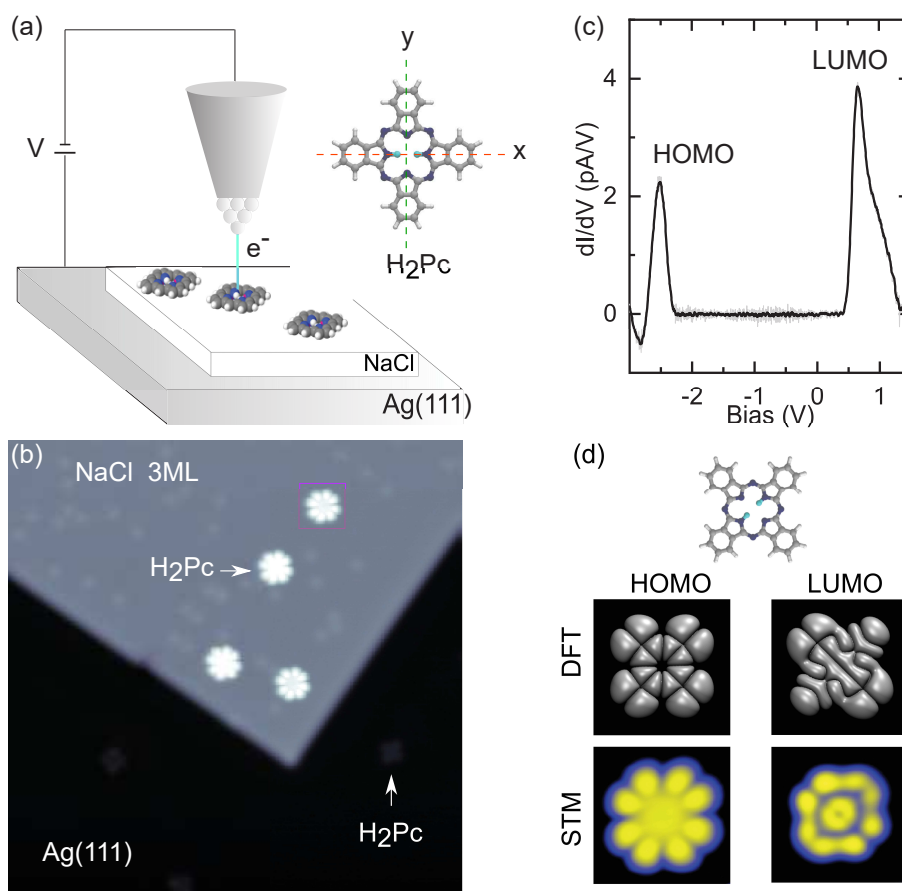 (a)
V
e-
y
x
H2Pc
NaCl
Ag(111)
(c)
LUMO
HOMO
dI/dV (pA/V)
4
2
0
-2
-1
0
1
Bias (V)
(b)
NaCl 3ML
H2Pc
H2Pc
Ag(111)
(d)
HOMO
LUMO
DFT
STM